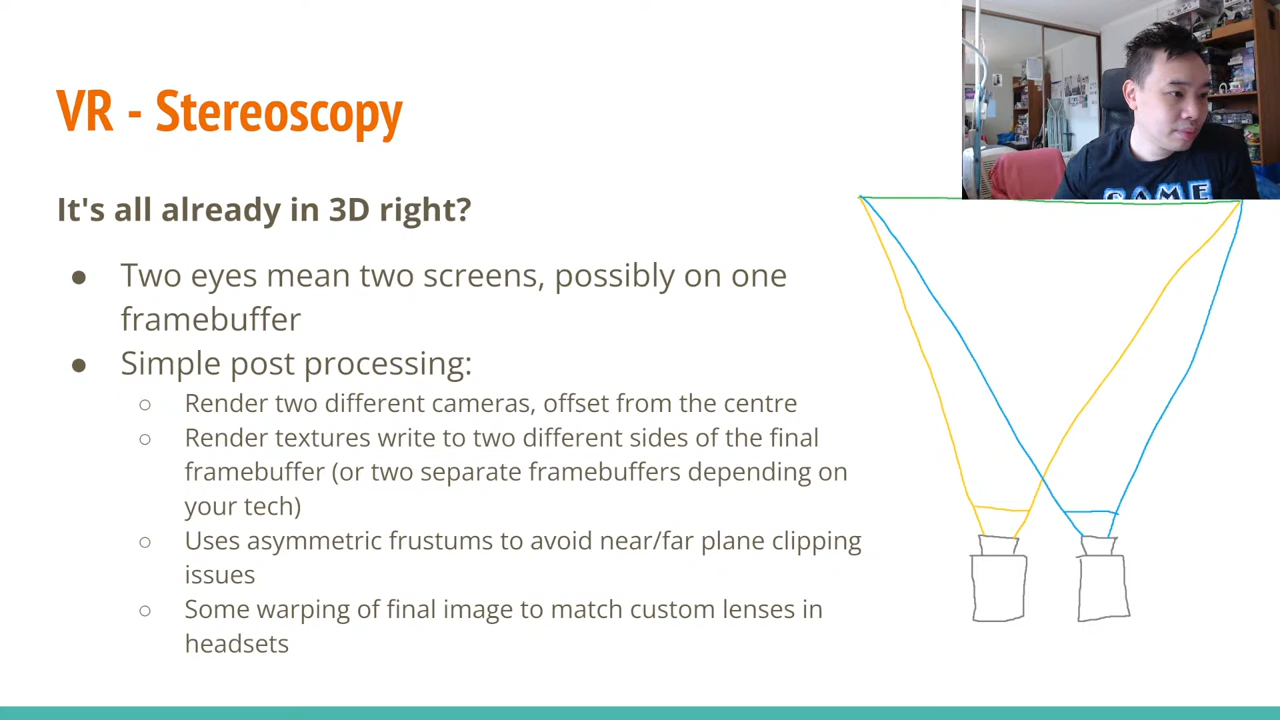 VR - Stereoscopy
GAME
It's all already in 3D right?
● Two eyes mean two screens, possibly on one
framebuffer
● Simple post processing:
○ Render two different cameras, offset from the centre
○ Render textures write to two different sides of the final
framebuffer (or two separate framebuffers depending on
your tech)
○ Uses asymmetric frustums to avoid near/far plane clipping
issues
○ Some warping of final image to match custom lenses in
headsets